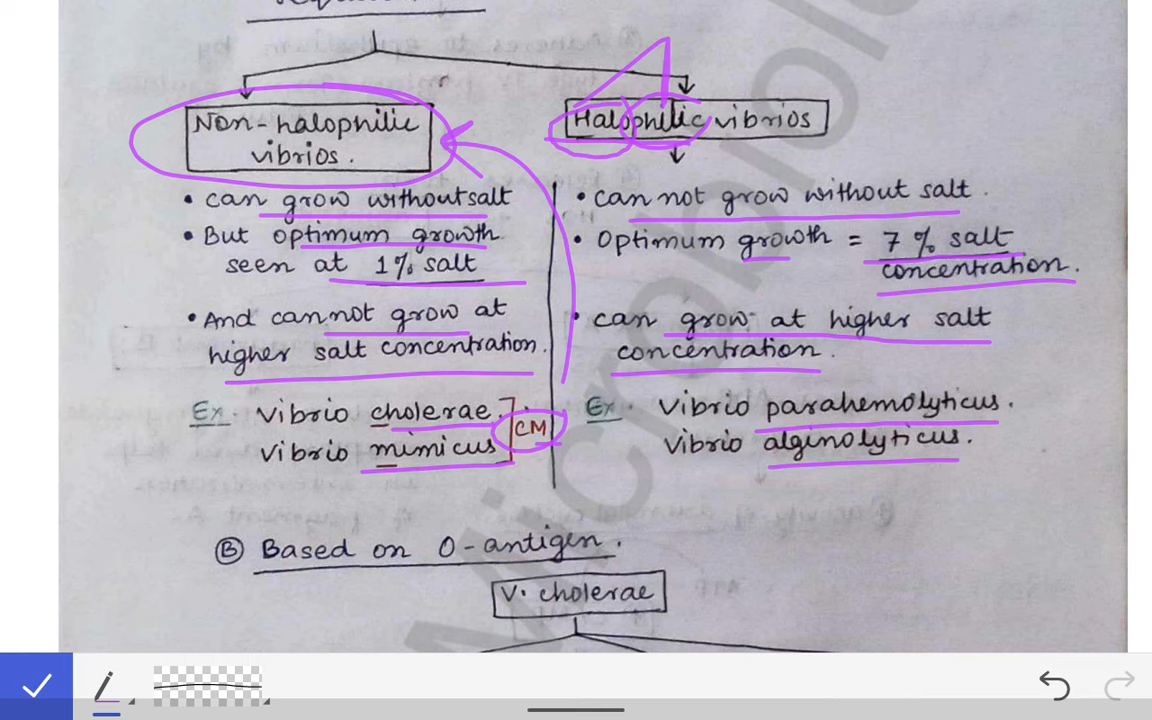 Non-halophilic
vibrios.
Halophilic vibrios
• can grow without salt
• But optimum growth
seen at 1% salt
• And cannot grow at
higher salt concentration.
Ex. Vibrio cholerae.
vibrio mimicus
CM
• can not grow without salt.
• Optimum growth = 7% salt
concentration.
• can grow at higher salt
concentration.
Ex. Vibrio parahemolyticus.
Vibrio alginolyticus.
B Based on O-antigen.
V. cholerae